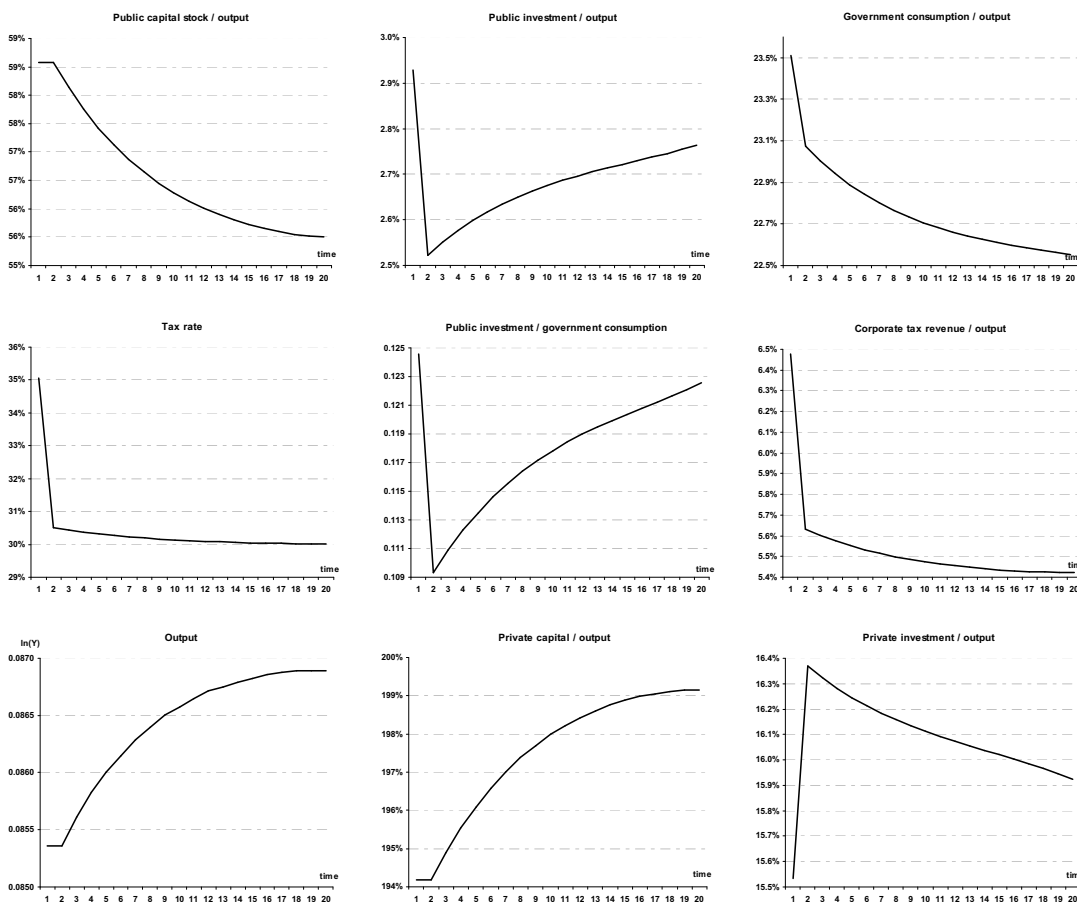 Public capital stock / output
59%
59%
58%
58%
57%
57%
56%
56%
55%
time
1 2 3 4 5 6 7 8 9 10 11 12 13 14 15 16 17 18 19 20
Public investment / output
3.0%
2.9%
2.8%
2.7%
2.6%
2.5%
time
1 2 3 4 5 6 7 8 9 10 11 12 13 14 15 16 17 18 19 20
Government consumption / output
23.5%
23.3%
23.1%
22.9%
22.7%
22.5%
tim
1 2 3 4 5 6 7 8 9 10 11 12 13 14 15 16 17 18 19 20
Tax rate
36%
35%
34%
33%
32%
31%
30%
29%
time
1 2 3 4 5 6 7 8 9 10 11 12 13 14 15 16 17 18 19 20
Public investment / government consumption
0.125
0.123
0.121
0.119
0.117
0.115
0.113
0.111
0.109
time
1 2 3 4 5 6 7 8 9 10 11 12 13 14 15 16 17 18 19 20
Corporate tax revenue / output
6.5%
6.4%
6.3%
6.2%
6.1%
6.0%
5.9%
5.8%
5.7%
5.6%
5.5%
5.4%
tim
1 2 3 4 5 6 7 8 9 10 11 12 13 14 15 16 17 18 19 20
Output
ln(Y)
0.0870
0.0865
0.0860
0.0855
0.0850
time
1 2 3 4 5 6 7 8 9 10 11 12 13 14 15 16 17 18 19 20
Private capital / output
200%
199%
198%
197%
196%
195%
194%
time
1 2 3 4 5 6 7 8 9 10 11 12 13 14 15 16 17 18 19 20
Private investment / output
16.4%
16.3%
16.2%
16.1%
16.0%
15.9%
15.8%
15.7%
15.6%
15.5%
tim
1 2 3 4 5 6 7 8 9 10 11 12 13 14 15 16 17 18 19 20